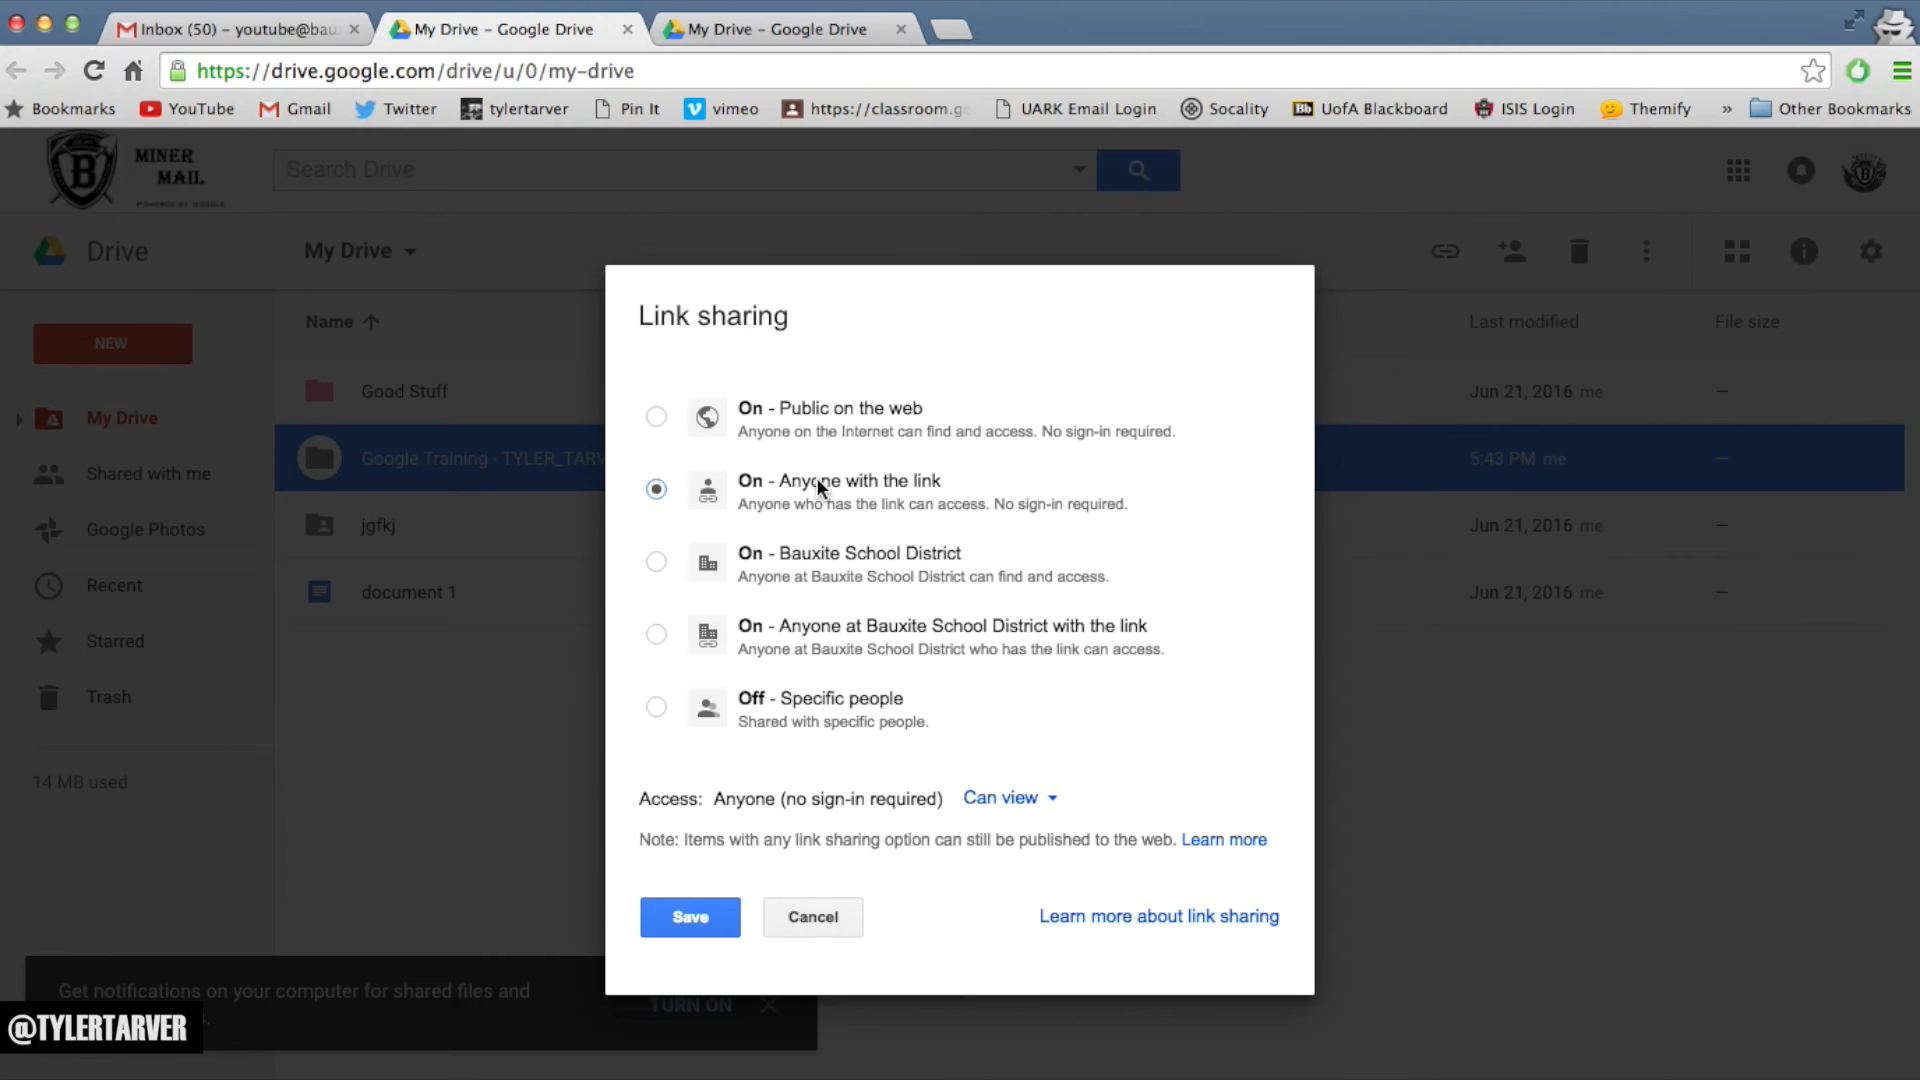 Inbox (50) – youtube@bau
My Drive – Google Drive
My Drive – Google Drive
https://drive.google.com/drive/u/0/my-drive
Bookmarks YouTube Gmail Twitter tylertarver Pin It vimeo https://classroom.go UARK Email Login Socality UofA Blackboard ISIS Login Themify » Other Bookmarks
MINER
MAIL
POWERED BY GOOGLE
Search Drive
Drive
My Drive
NEW
My Drive
Shared with me
Google Photos
Recent
Starred
Trash
14 MB used
Name Last modified File size
Good Stuff Jun 21, 2016 me —
Google Training - TYLER_TARV 5:43 PM me —
jgfkj Jun 21, 2016 me —
document 1 Jun 21, 2016 me —
Link sharing
On - Public on the web
Anyone on the Internet can find and access. No sign-in required.
On - Anyone with the link
Anyone who has the link can access. No sign-in required.
On - Bauxite School District
Anyone at Bauxite School District can find and access.
On - Anyone at Bauxite School District with the link
Anyone at Bauxite School District who has the link can access.
Off - Specific people
Shared with specific people.
Access: Anyone (no sign-in required) Can view
Note: Items with any link sharing option can still be published to the web. Learn more
Save Cancel Learn more about link sharing
Get notifications on your computer for shared files and
TURN ON
@TYLERTARVER